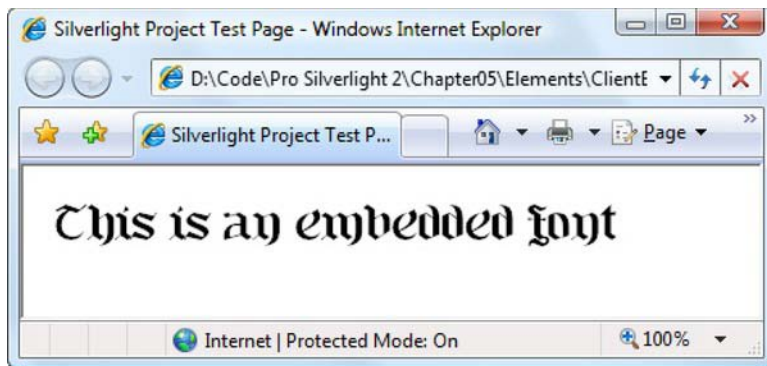 Silverlight Project Test Page - Windows Internet Explorer
D:\Code\Pro Silverlight 2\Chapter05\Elements\ClientE
Silverlight Project Test P... Page »
This is an embedded font
Internet | Protected Mode: On 100%